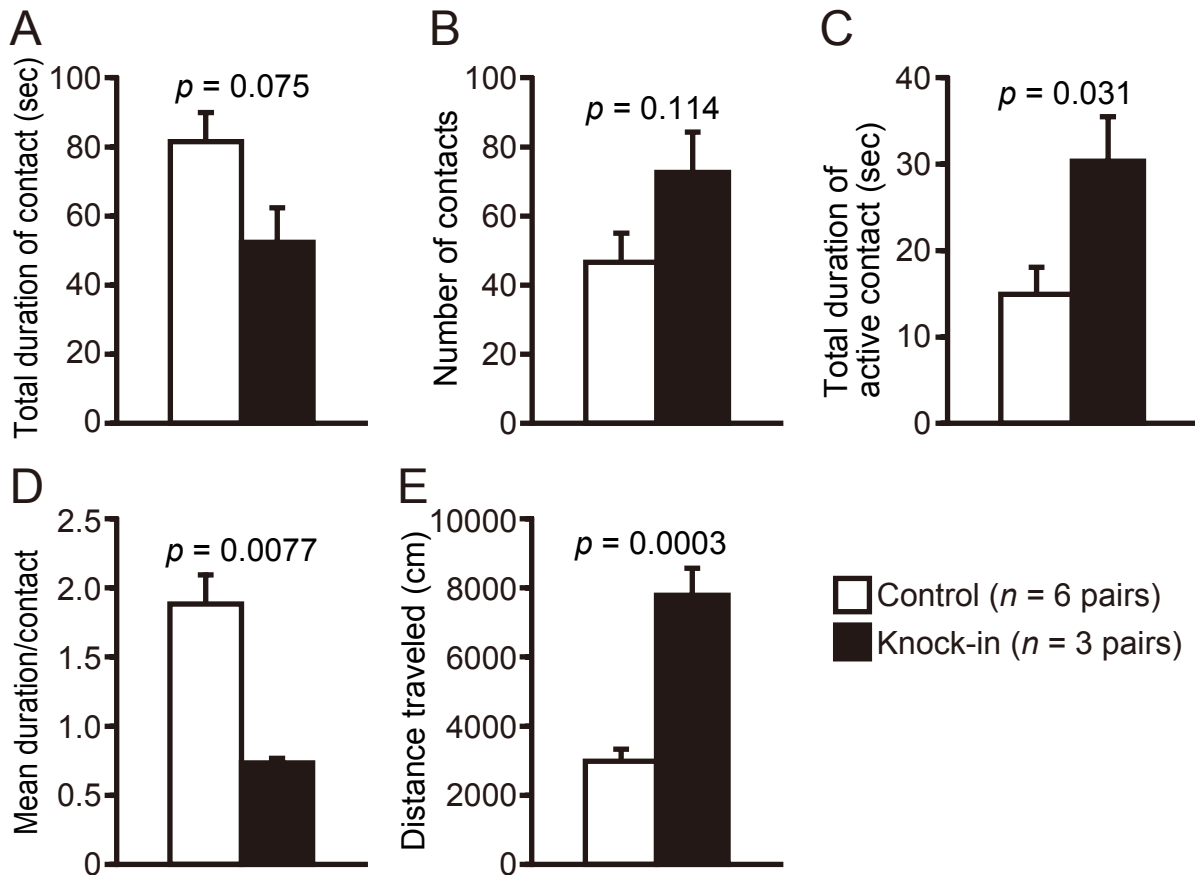 A
Total duration of contact (sec)
100
80
60
40
20
0
p = 0.075
B
Number of contacts
100
80
60
40
20
0
p = 0.114
C
Total duration of
active contact (sec)
40
30
20
10
0
p = 0.031
D
Mean duration/contact
2.5
2.0
1.5
1.0
0.5
0
p = 0.0077
E
Distance traveled (cm)
10000
8000
6000
4000
2000
0
p = 0.0003
Control (n = 6 pairs)
Knock-in (n = 3 pairs)